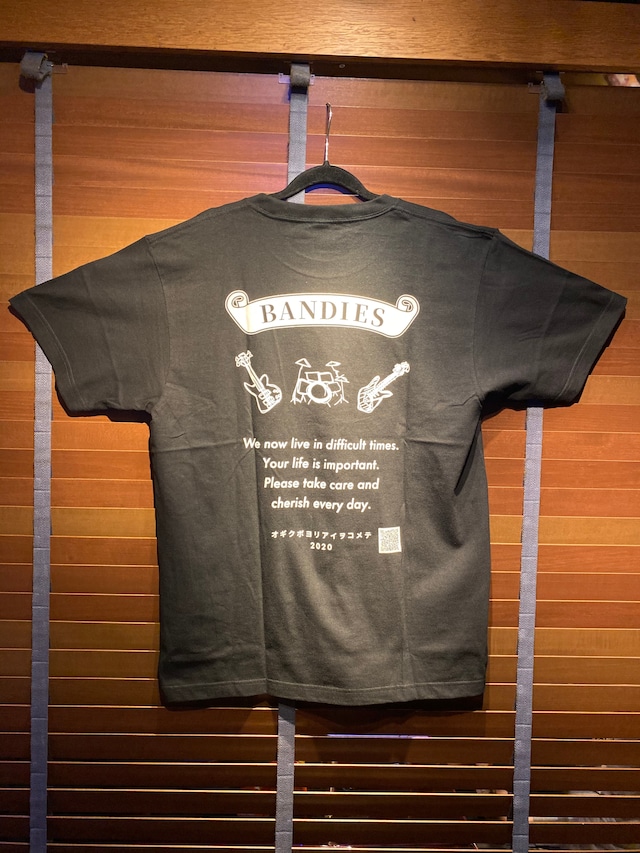 BANDIES
We now live in difficult times.
Your life is important.
Please take care and
cherish every day.
オギクボヨリアイヲコメテ
2020